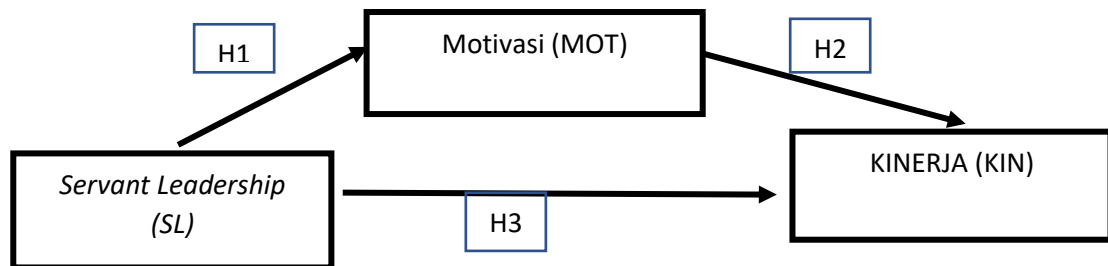 H1
Motivasi (MOT)
H2
Servant Leadership
(SL)
H3
KINERJA (KIN)